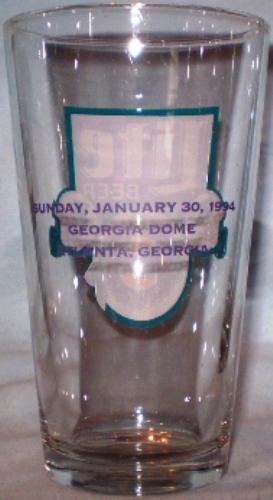 SUNDAY, JANUARY 30, 1994
GEORGIA DOME
ATLANTA, GEORGIA
Lite
BEER